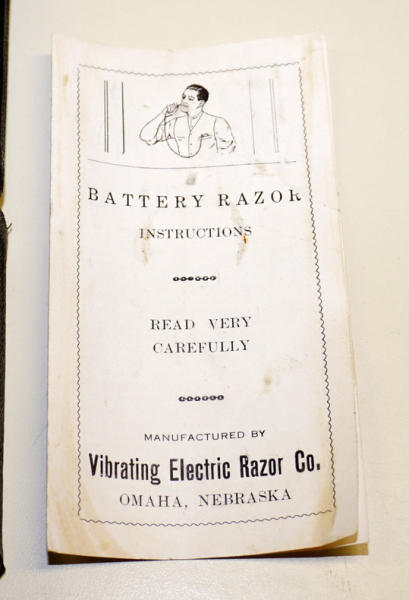 BATTERY RAZOR
INSTRUCTIONS
READ VERY
CAREFULLY
MANUFACTURED BY
Vibrating Electric Razor Co.
OMAHA, NEBRASKA